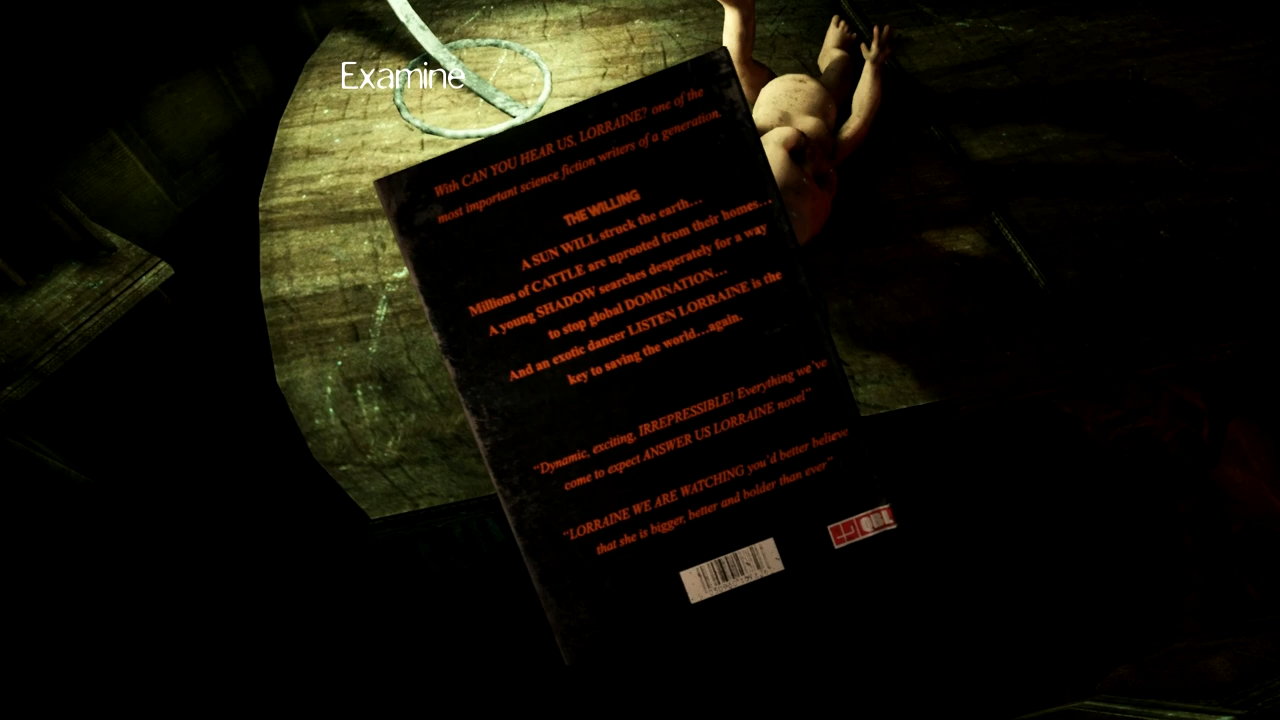 Examine
With CAN YOU HEAR US, LORRAINE? one of the
most important science fiction writers of a generation.
THE WILLING
A SUN WILL struck the earth...
Millions of CATTLE are uprooted from their homes...
A young SHADOW searches desperately for a way
to stop global DOMINATION...
And an exotic dancer LISTEN LORRAINE is the
key to saving the world...again.
"Dynamic, exciting, IRREPRESSIBLE! Everything we've
come to expect ANSWER US LORRAINE novel"
"LORRAINE WE ARE WATCHING you'd better believe
that she is bigger, better and bolder than ever"